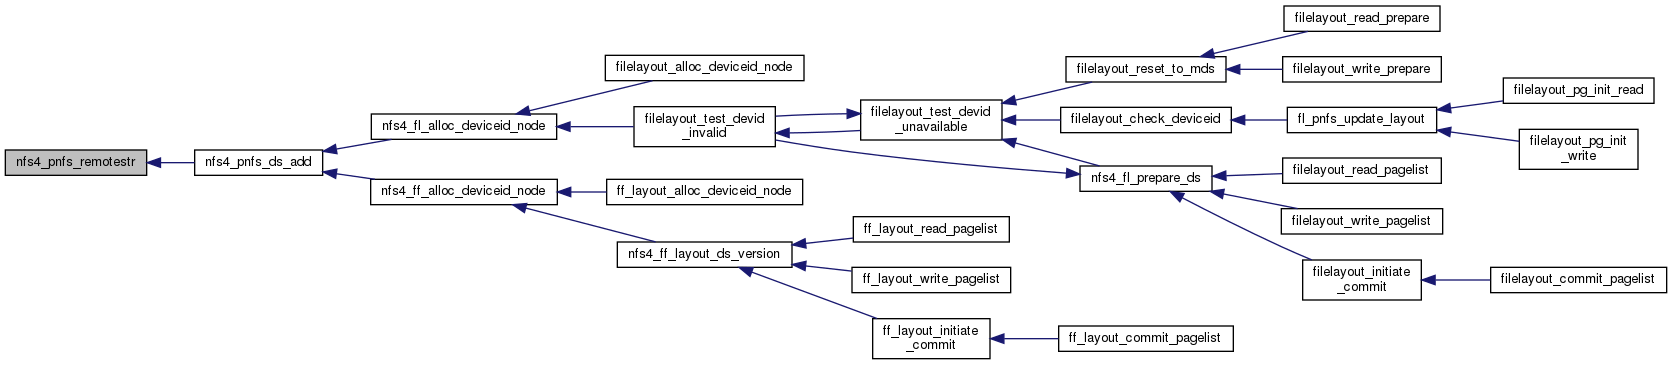 nfs4_pnfs_remotestr
nfs4_pnfs_ds_add
nfs4_fl_alloc_deviceid_node
nfs4_ff_alloc_deviceid_node
filelayout_alloc_deviceid_node
filelayout_test_devid
_invalid
ff_layout_alloc_deviceid_node
nfs4_ff_layout_ds_version
filelayout_test_devid
_unavailable
ff_layout_read_pagelist
ff_layout_write_pagelist
ff_layout_initiate
_commit
filelayout_reset_to_mds
filelayout_check_deviceid
nfs4_fl_prepare_ds
ff_layout_commit_pagelist
filelayout_read_prepare
filelayout_write_prepare
fl_pnfs_update_layout
filelayout_read_pagelist
filelayout_write_pagelist
filelayout_initiate
_commit
filelayout_pg_init_read
filelayout_pg_init
_write
filelayout_commit_pagelist